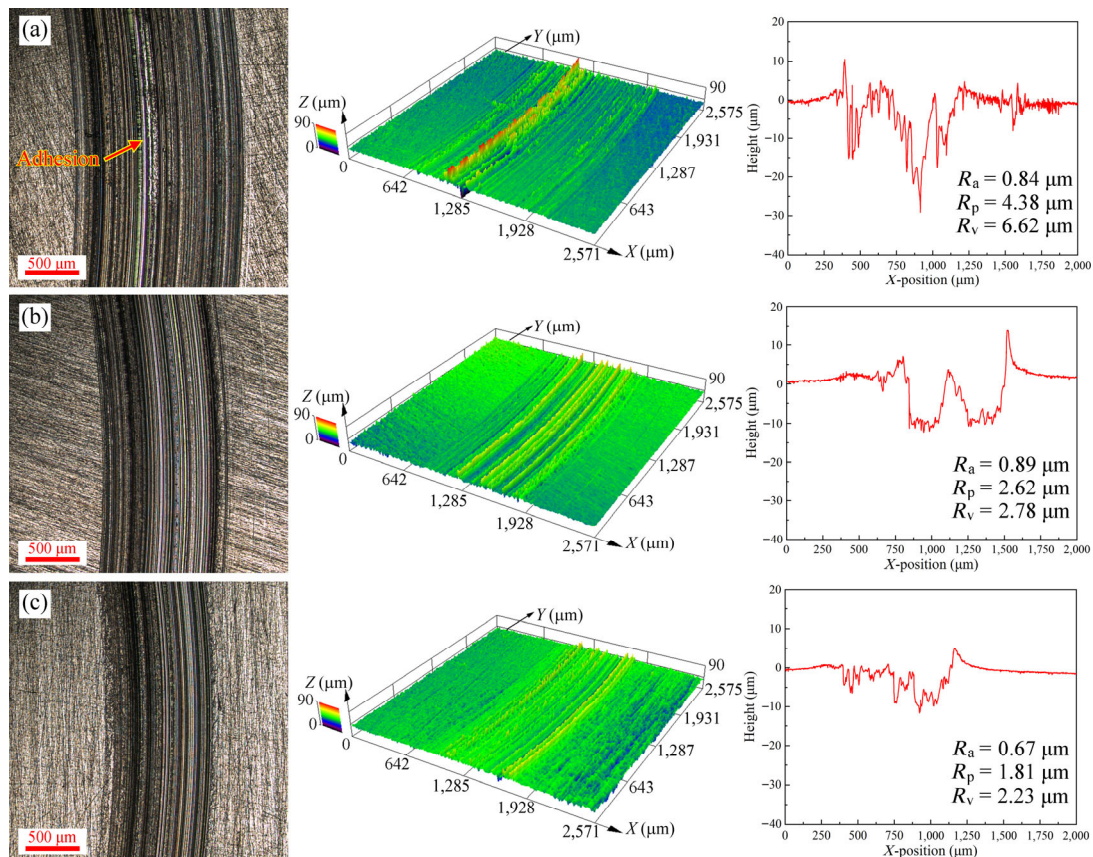 (a)
Adhesion
500 μm
Y (μm)
Z (μm)
90
0
90
2,575
1,931
1,287
643
0
642
1,285
1,928
2,571
X (μm)
Height (μm)
20
10
0
−10
−20
−30
−40
Ra = 0.84 μm
Rp = 4.38 μm
Rv = 6.62 μm
0 250 500 750 1,000 1,250 1,500 1,750 2,000
X-position (μm)
(b)
500 μm
Y (μm)
Z (μm)
90
0
90
2,575
1,931
1,287
643
0
642
1,285
1,928
2,571
X (μm)
Height (μm)
20
10
0
−10
−20
−30
−40
Ra = 0.89 μm
Rp = 2.62 μm
Rv = 2.78 μm
0 250 500 750 1,000 1,250 1,500 1,750 2,000
X-position (μm)
(c)
500 μm
Y (μm)
Z (μm)
90
0
90
2,575
1,931
1,287
643
0
642
1,285
1,928
2,571
X (μm)
Height (μm)
20
10
0
−10
−20
−30
−40
Ra = 0.67 μm
Rp = 1.81 μm
Rv = 2.23 μm
0 250 500 750 1,000 1,250 1,500 1,750 2,000
X-position (μm)